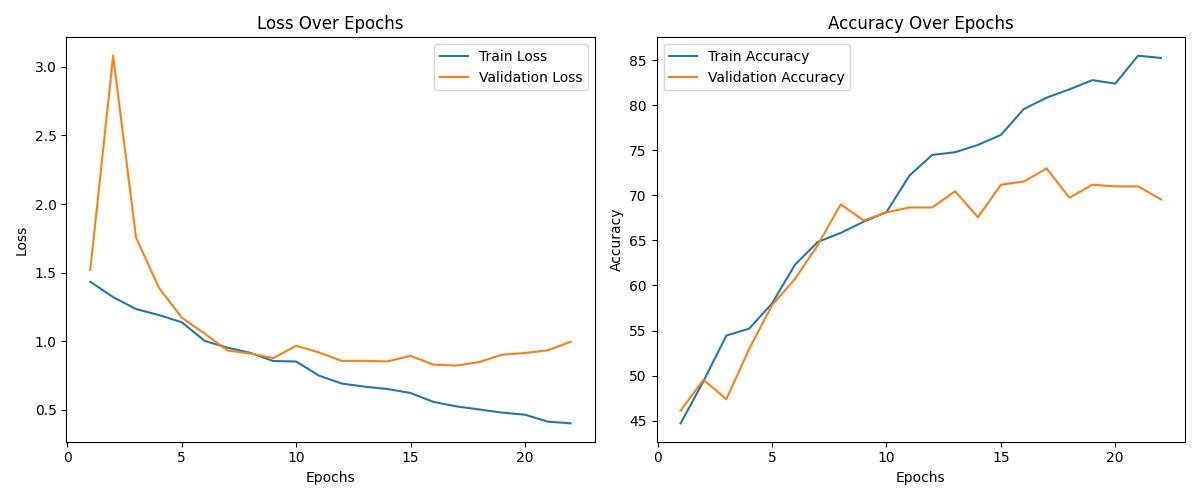 Loss Over Epochs
Train Loss
Validation Loss
3.0
2.5
2.0
1.5
1.0
0.5
Loss
0 5 10 15 20
Epochs
Accuracy Over Epochs
Train Accuracy
Validation Accuracy
85
80
75
70
65
60
55
50
45
Accuracy
0 5 10 15 20
Epochs